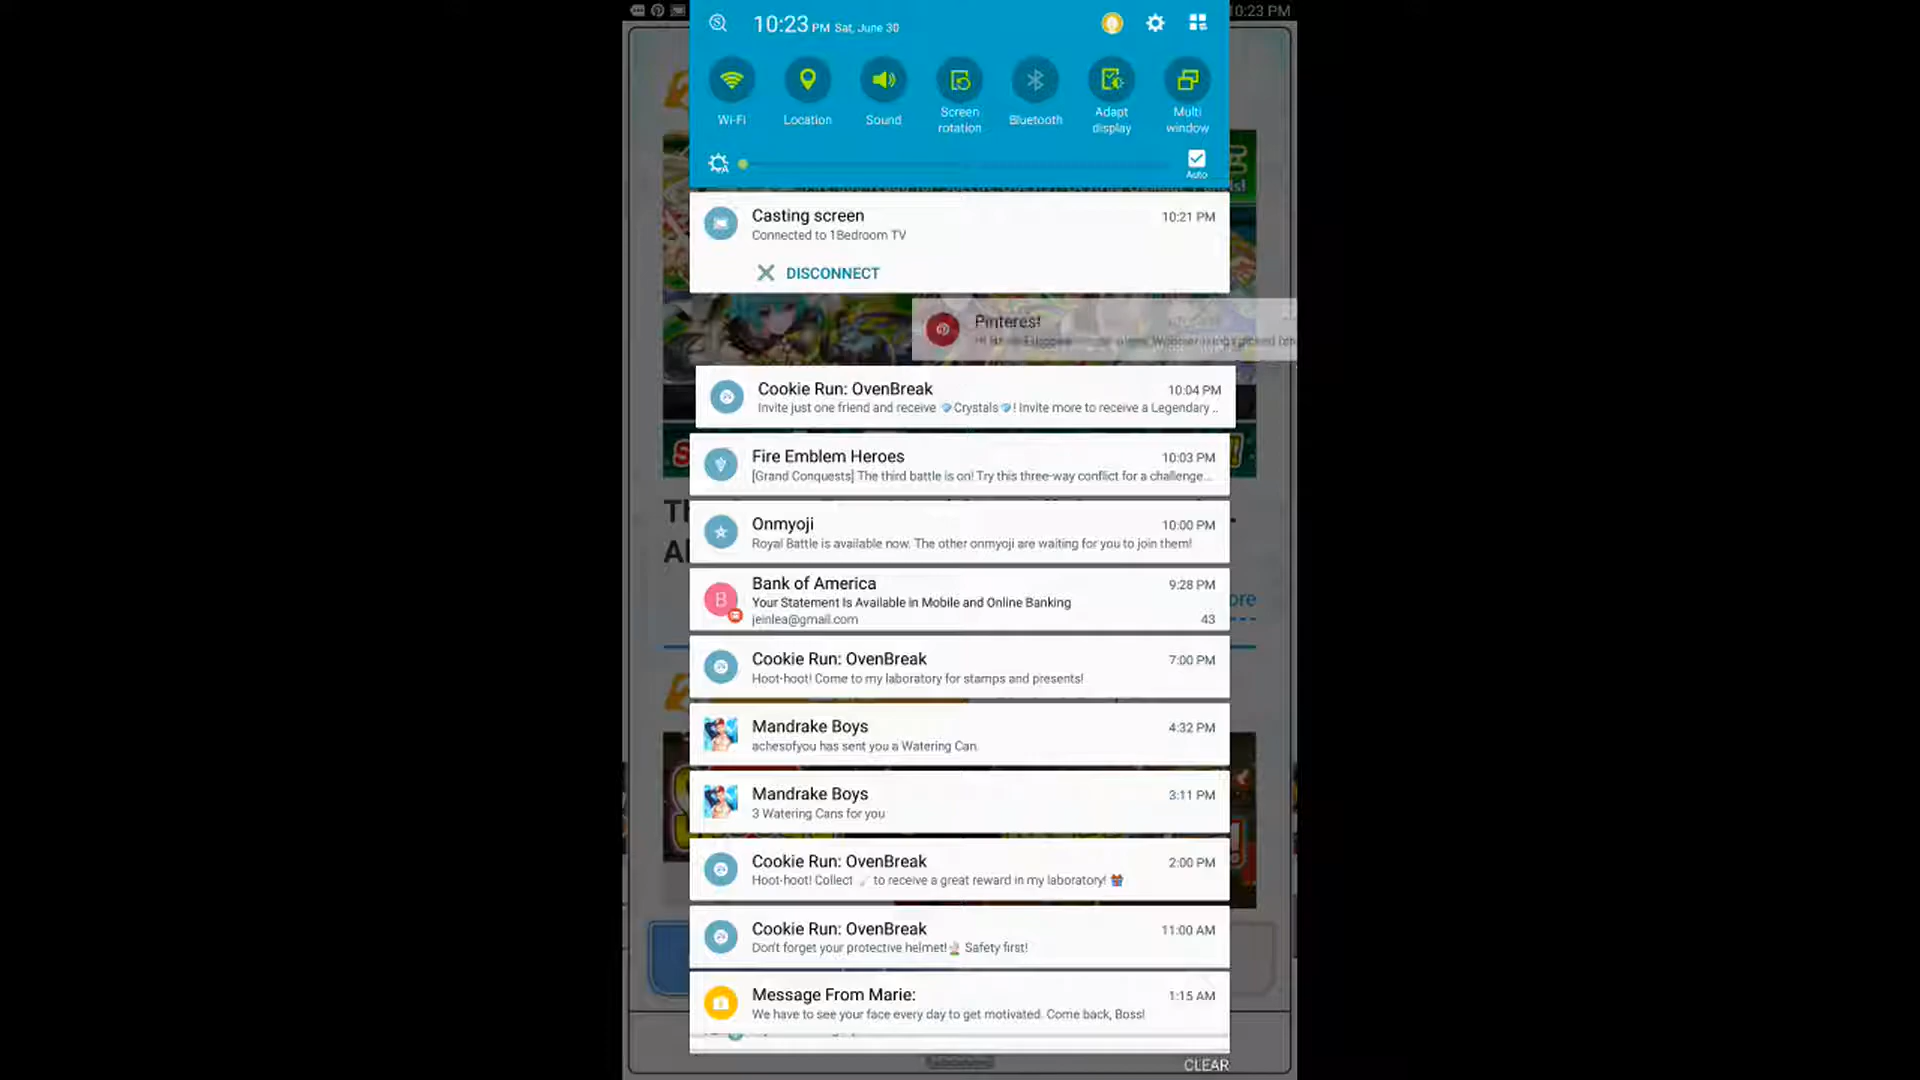 10:23 PM
10:23 PM Sat, June 30
Wi-Fi
Location
Sound
Screen rotation
Bluetooth
Adapt display
Multi window
Auto
Casting screen 10:21 PM
Connected to 1Bedroom TV
DISCONNECT
Pinterest
Cookie Run: OvenBreak 10:04 PM
Invite just one friend and receive 💎Crystals💎! Invite more to receive a Legendary ..
Fire Emblem Heroes 10:03 PM
[Grand Conquests] The third battle is on! Try this three-way conflict for a challenge...
Onmyoji 10:00 PM
Royal Battle is available now. The other onmyoji are waiting for you to join them!
Bank of America 9:28 PM
Your Statement Is Available in Mobile and Online Banking
jeinlea@gmail.com 43
Cookie Run: OvenBreak 7:00 PM
Hoot-hoot! Come to my laboratory for stamps and presents!
Mandrake Boys 4:32 PM
achesofyou has sent you a Watering Can.
Mandrake Boys 3:11 PM
3 Watering Cans for you
Cookie Run: OvenBreak 2:00 PM
Hoot-hoot! Collect to receive a great reward in my laboratory! 🎁
Cookie Run: OvenBreak 11:00 AM
Don't forget your protective helmet! Safety first!
Message From Marie: 1:15 AM
We have to see your face every day to get motivated. Come back, Boss!
CLEAR